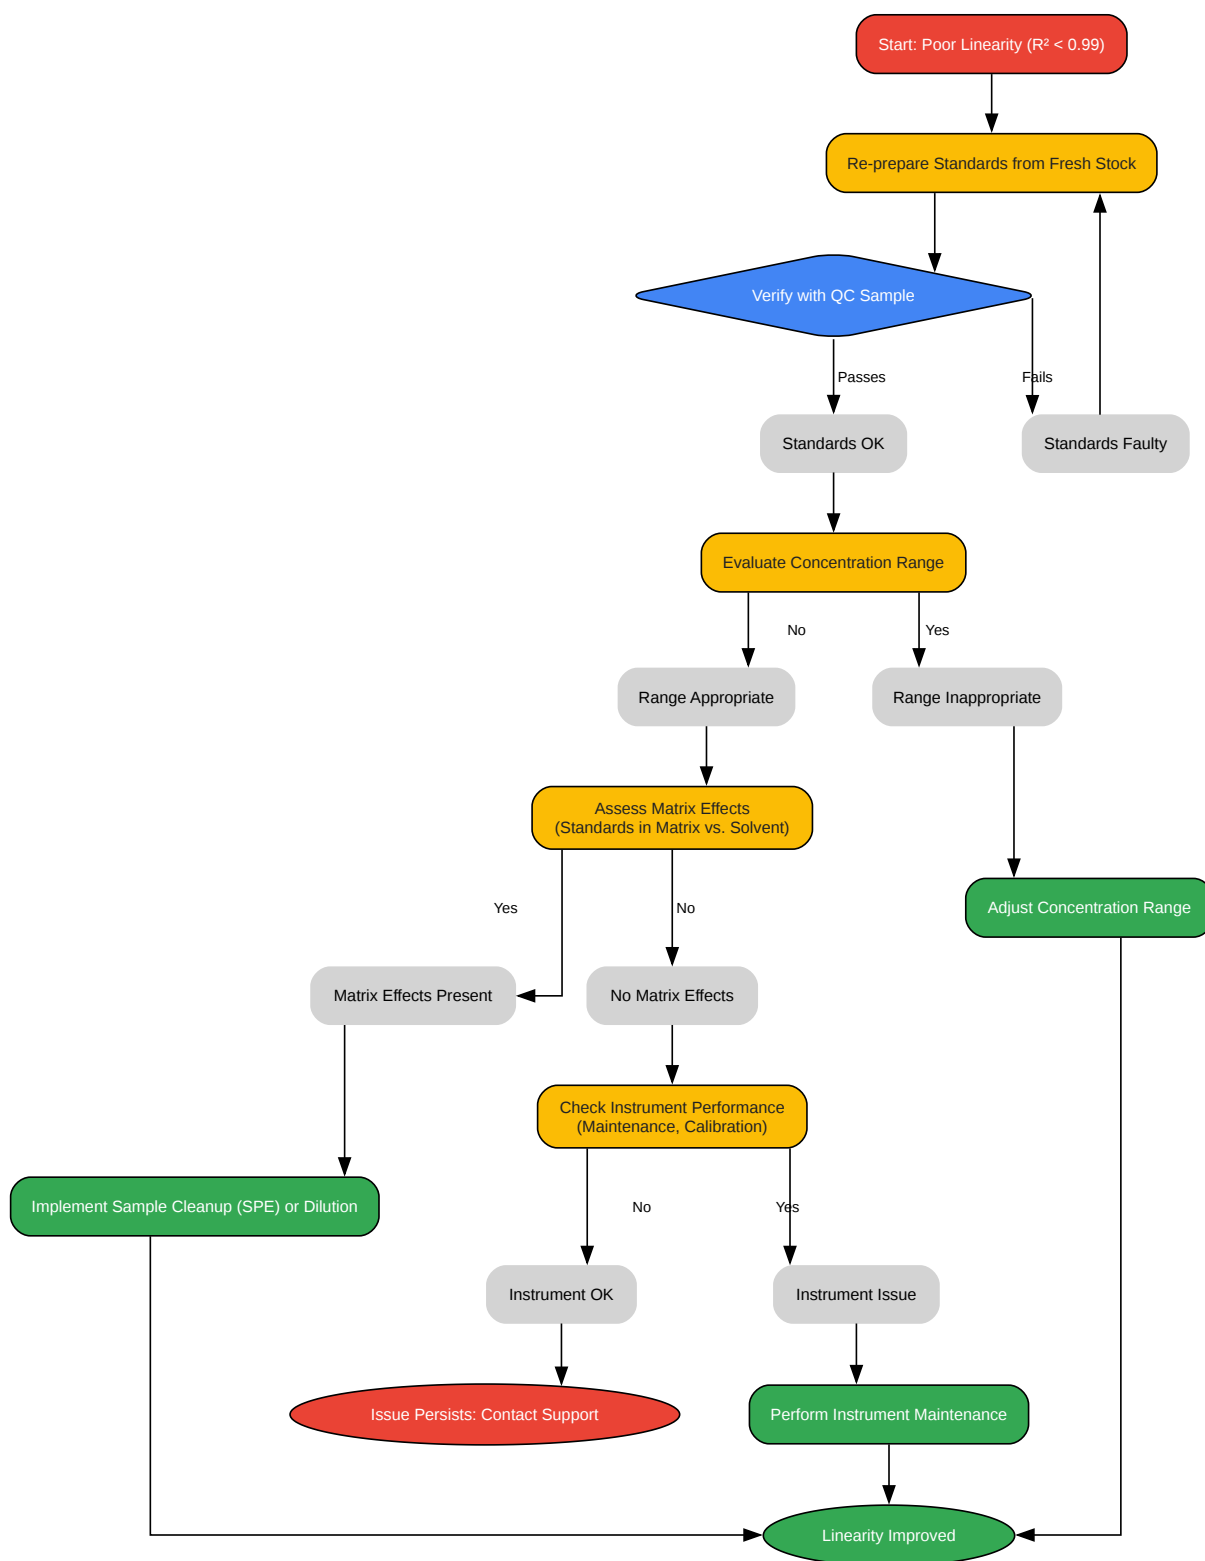 Start: Poor Linearity (R² < 0.99)
Re-prepare Standards from Fresh Stock
Verify with QC Sample
Passes
Fails
Standards OK
Standards Faulty
Evaluate Concentration Range
No
Yes
Range Appropriate
Range Inappropriate
Assess Matrix Effects
(Standards in Matrix vs. Solvent)
Yes
No
Adjust Concentration Range
Matrix Effects Present
No Matrix Effects
Check Instrument Performance
(Maintenance, Calibration)
Implement Sample Cleanup (SPE) or Dilution
No
Yes
Instrument OK
Instrument Issue
Issue Persists: Contact Support
Perform Instrument Maintenance
Linearity Improved